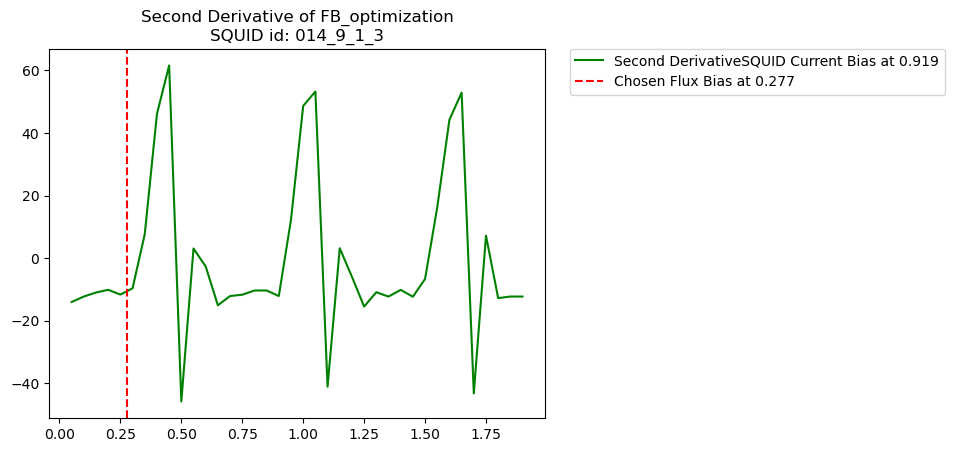 Second Derivative of FB_optimization
SQUID id: 014_9_1_3
Second DerivativeSQUID Current Bias at 0.919
Chosen Flux Bias at 0.277
60
40
20
0
−20
−40
0.00 0.25 0.50 0.75 1.00 1.25 1.50 1.75